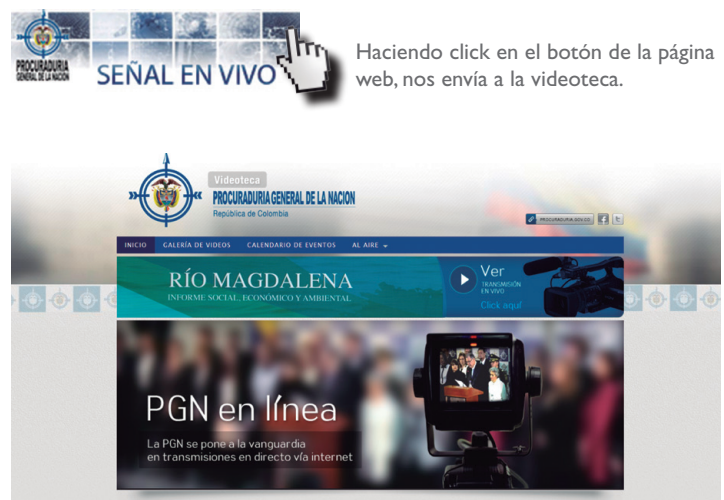 PROCURADURIA
GENERAL DE LA NACION
SEÑAL EN VIVO
Haciendo click en el botón de la página
web, nos envía a la videoteca.
Videoteca
PROCURADURIA GENERAL DE LA NACION
República de Colombia
PROCURADURIA.GOV.CO
INICIO GALERÍA DE VIDEOS CALENDARIO DE EVENTOS AL AIRE
RÍO MAGDALENA
INFORME SOCIAL, ECONÓMICO Y AMBIENTAL
Ver
TRANSMISIÓN
EN VIVO
Click aquí
PGN en línea
La PGN se pone a la vanguardia
en transmisiones en directo vía internet